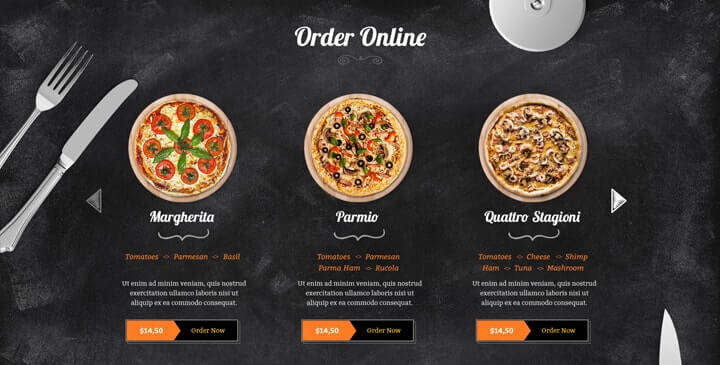 Order Online
Margherita
Tomatoes <> Parmesan <> Basil
Ut enim ad minim veniam, quis nostrud
exercitation ullamco laboris nisi ut
aliquip ex ea commodo consequat.
$14,50 Order Now
Parmio
Tomatoes <> Parmesan
Parma Ham <> Rucola
Ut enim ad minim veniam, quis nostrud
exercitation ullamco laboris nisi ut
aliquip ex ea commodo consequat.
$14,50 Order Now
Quattro Stagioni
Tomatoes <> Cheese <> Shimp
Ham <> Tuna <> Mashroom
Ut enim ad minim veniam, quis nostrud
exercitation ullamco laboris nisi ut
aliquip ex ea commodo consequat.
$14,50 Order Now